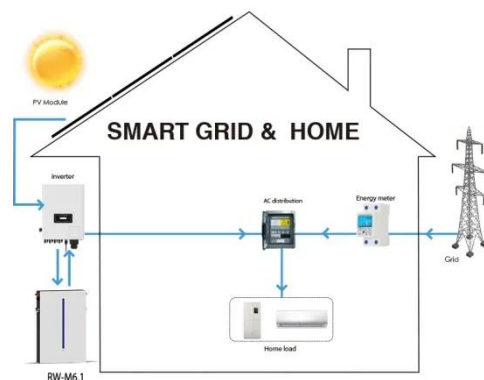 PV Module
SMART GRID & HOME
inverter
AC distribution
Energy meter
Grid
Home load
RW-M6.1